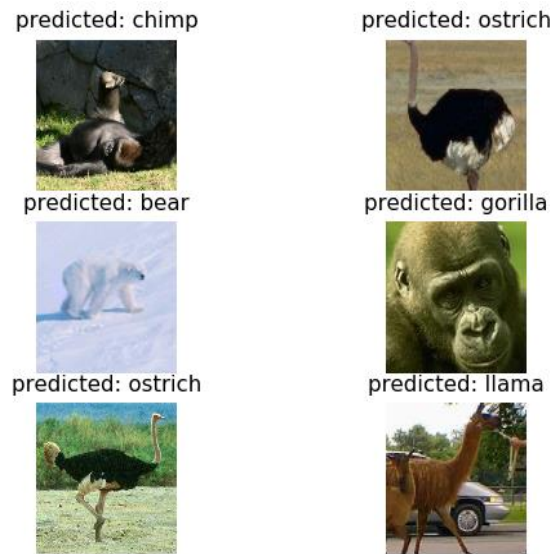 predicted: chimp
predicted: ostrich
predicted: bear
predicted: gorilla
predicted: ostrich
predicted: llama